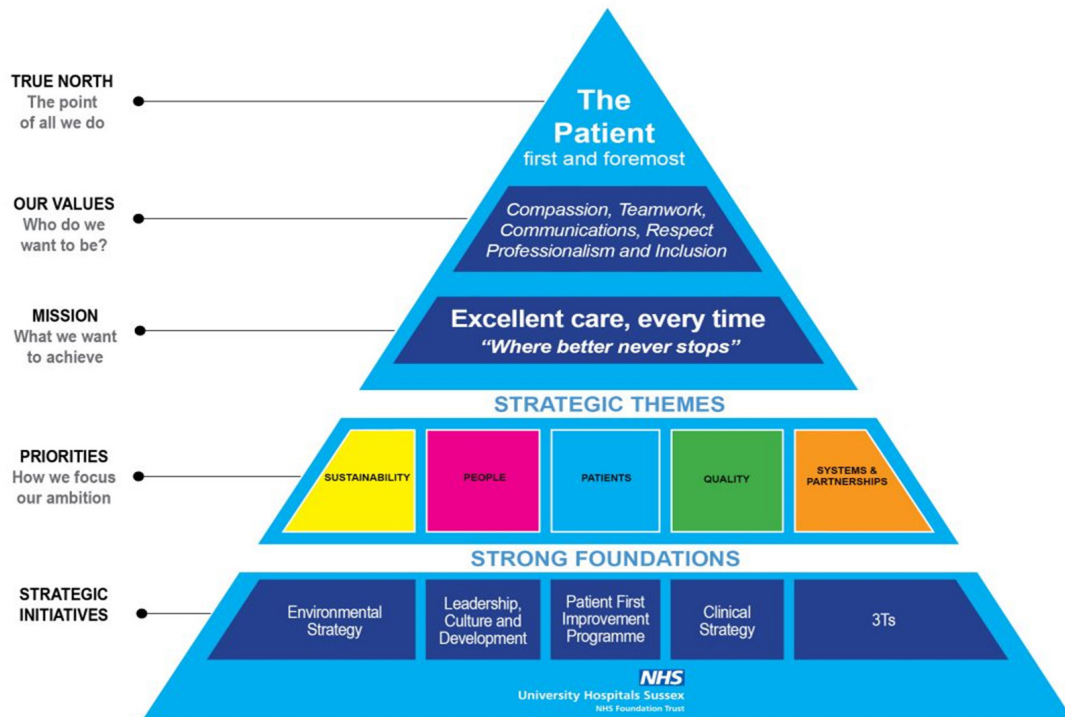 TRUE NORTH
The point
of all we do
The
Patient
first and foremost
OUR VALUES
Who do we
want to be?
Compassion, Teamwork,
Communications, Respect
Professionalism and Inclusion
MISSION
What we want
to achieve
Excellent care, every time
“Where better never stops”
STRATEGIC THEMES
PRIORITIES
How we focus
our ambition
SUSTAINABILITY
PEOPLE
PATIENTS
QUALITY
SYSTEMS &
PARTNERSHIPS
STRONG FOUNDATIONS
STRATEGIC
INITIATIVES
Environmental
Strategy
Leadership,
Culture and
Development
Patient First
Improvement
Programme
Clinical
Strategy
3Ts
NHS
University Hospitals Sussex
NHS Foundation Trust